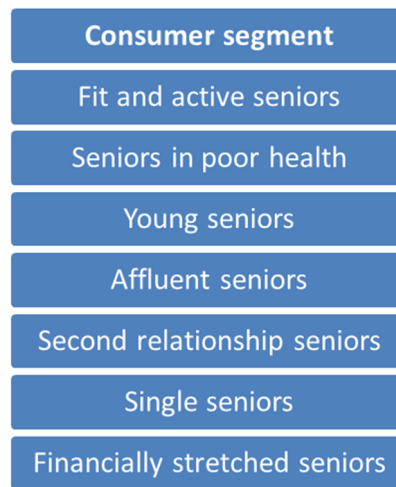 Consumer segment
Fit and active seniors
Seniors in poor health
Young seniors
Affluent seniors
Second relationship seniors
Single seniors
Financially stretched seniors